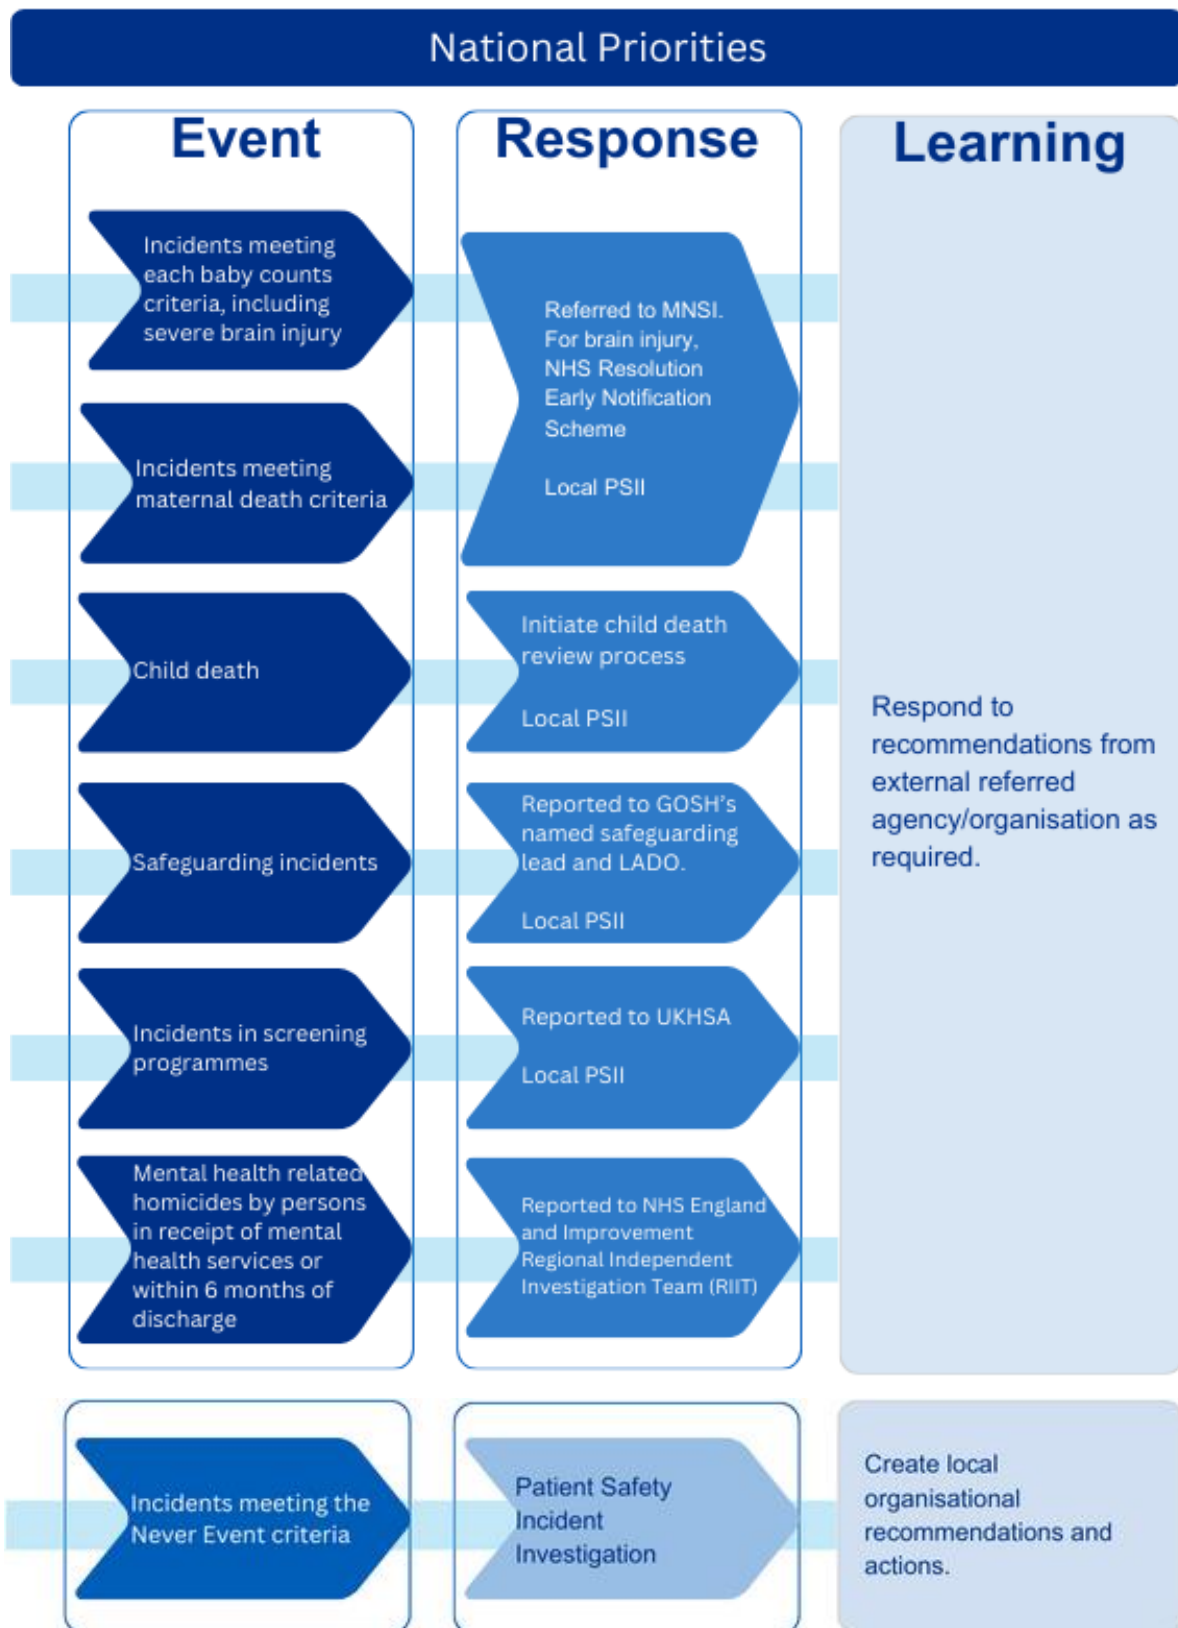 National Priorities
Event
Response
Learning
Incidents meeting
each baby counts
criteria, including
severe brain injury
Incidents meeting
maternal death criteria
Referred to MNSI.
For brain injury,
NHS Resolution
Early Notification
Scheme
Local PSII
Child death
Initiate child death
review process
Local PSII
Safeguarding incidents
Reported to GOSH's
named safeguarding
lead and LADO.
Local PSII
Incidents in screening
programmes
Reported to UKHSA
Local PSII
Mental health related
homicides by persons
in receipt of mental
health services or
within 6 months of
discharge
Reported to NHS England
and Improvement
Regional Independent
Investigation Team (RIIT)
Respond to
recommendations from
external referred
agency/organisation as
required.
Incidents meeting the
Never Event criteria
Patient Safety
Incident
Investigation
Create local
organisational
recommendations and
actions.